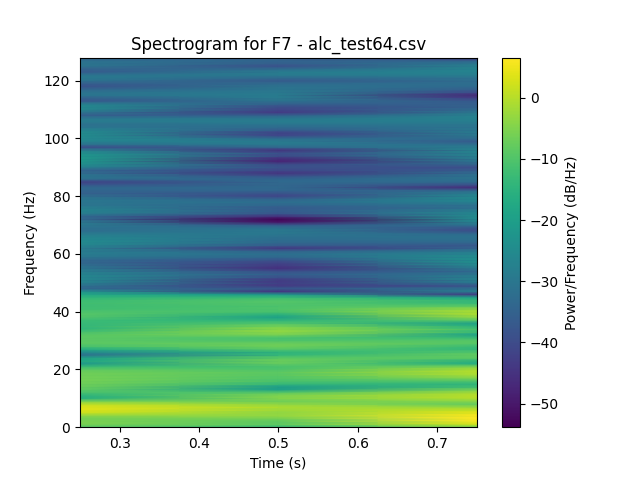 Spectrogram for F7 - alc_test64.csv
120
100
80
60
40
20
0
Frequency (Hz)
0.3 0.4 0.5 0.6 0.7
Time (s)
0
−10
−20
−30
−40
−50
Power/Frequency (dB/Hz)